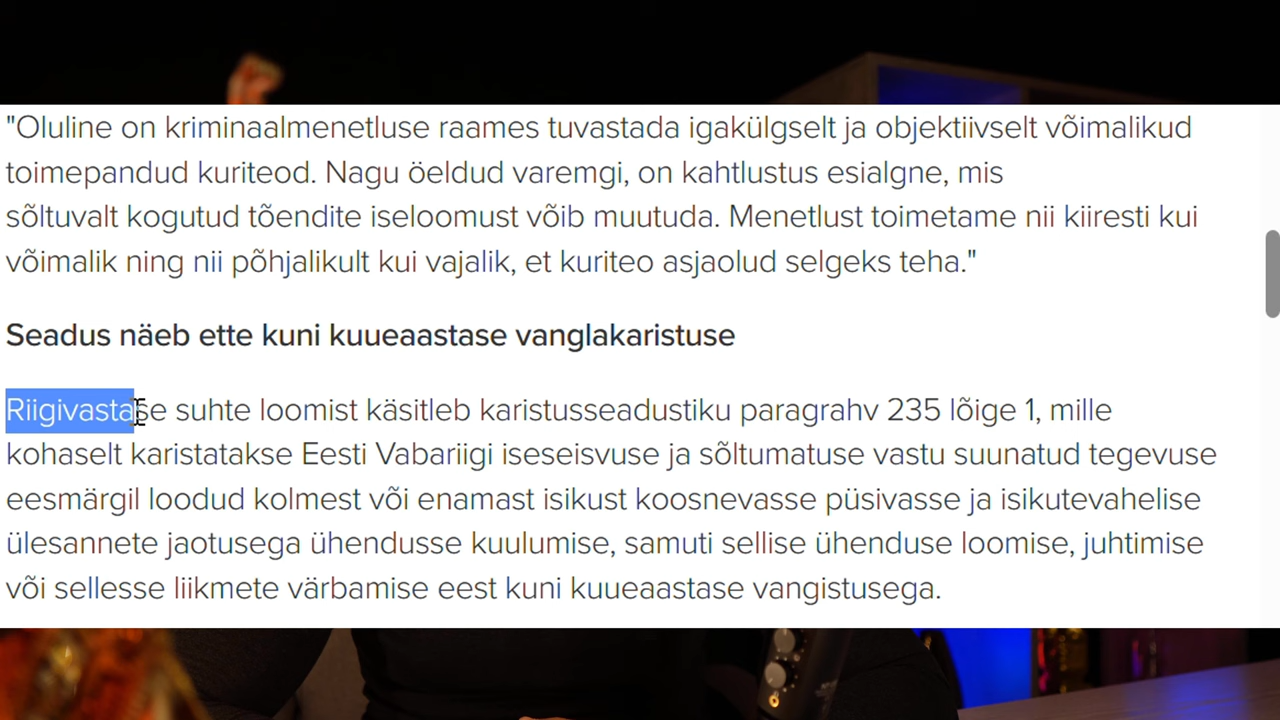 "Oluline on kriminaalmenetluse raames tuvastada igakülgselt ja objektiivselt võimalikud
toimepandud kuriteod. Nagu öeldud varemgi, on kahtlustus esialgne, mis
sõltuvalt kogutud tõendite iseloomust võib muutuda. Menetlust toimetame nii kiiresti kui
võimalik ning nii põhjalikult kui vajalik, et kuriteo asjaolud selgeks teha."
Seadus näeb ette kuni kuueaastase vanglakaristuse
Riigivastase suhte loomist käsitleb karistusseadustiku paragrahv 235 lõige 1, mille
kohaselt karistatakse Eesti Vabariigi iseseisvuse ja sõltumatuse vastu suunatud tegevuse
eesmärgil loodud kolmest või enamast isikust koosnevasse püsivasse ja isikutevahelise
ülesannete jaotusega ühendusse kuulumise, samuti sellise ühenduse loomise, juhtimise
või sellesse liikmete värbamise eest kuni kuueaastase vangistusega.